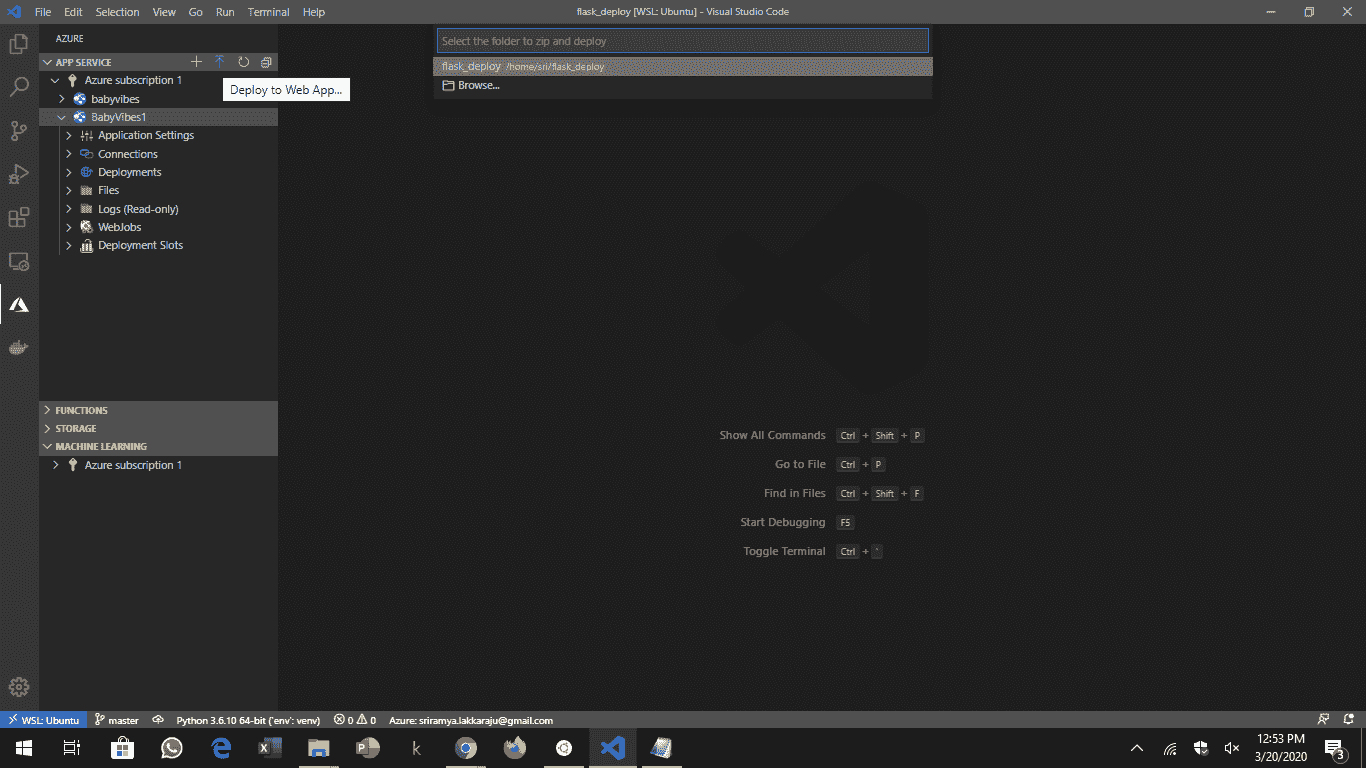 File Edit Selection View Go Run Terminal Help
flask_deploy [WSL: Ubuntu] - Visual Studio Code
AZURE
Select the folder to zip and deploy
APP SERVICE
flask_deploy /home/sri/flask_deploy
Azure subscription 1
Browse...
Deploy to Web App...
babyvibes
BabyVibes1
Application Settings
Connections
Deployments
Files
Logs (Read-only)
WebJobs
Deployment Slots
FUNCTIONS
STORAGE
MACHINE LEARNING
Azure subscription 1
Show All Commands Ctrl + Shift + P
Go to File Ctrl + P
Find in Files Ctrl + Shift + F
Start Debugging F5
Toggle Terminal Ctrl + `
WSL: Ubuntu master Python 3.6.10 64-bit ('env': venv) 0 0 Azure: sriramya.lakkaraju@gmail.com
12:53 PM
3/20/2020
3